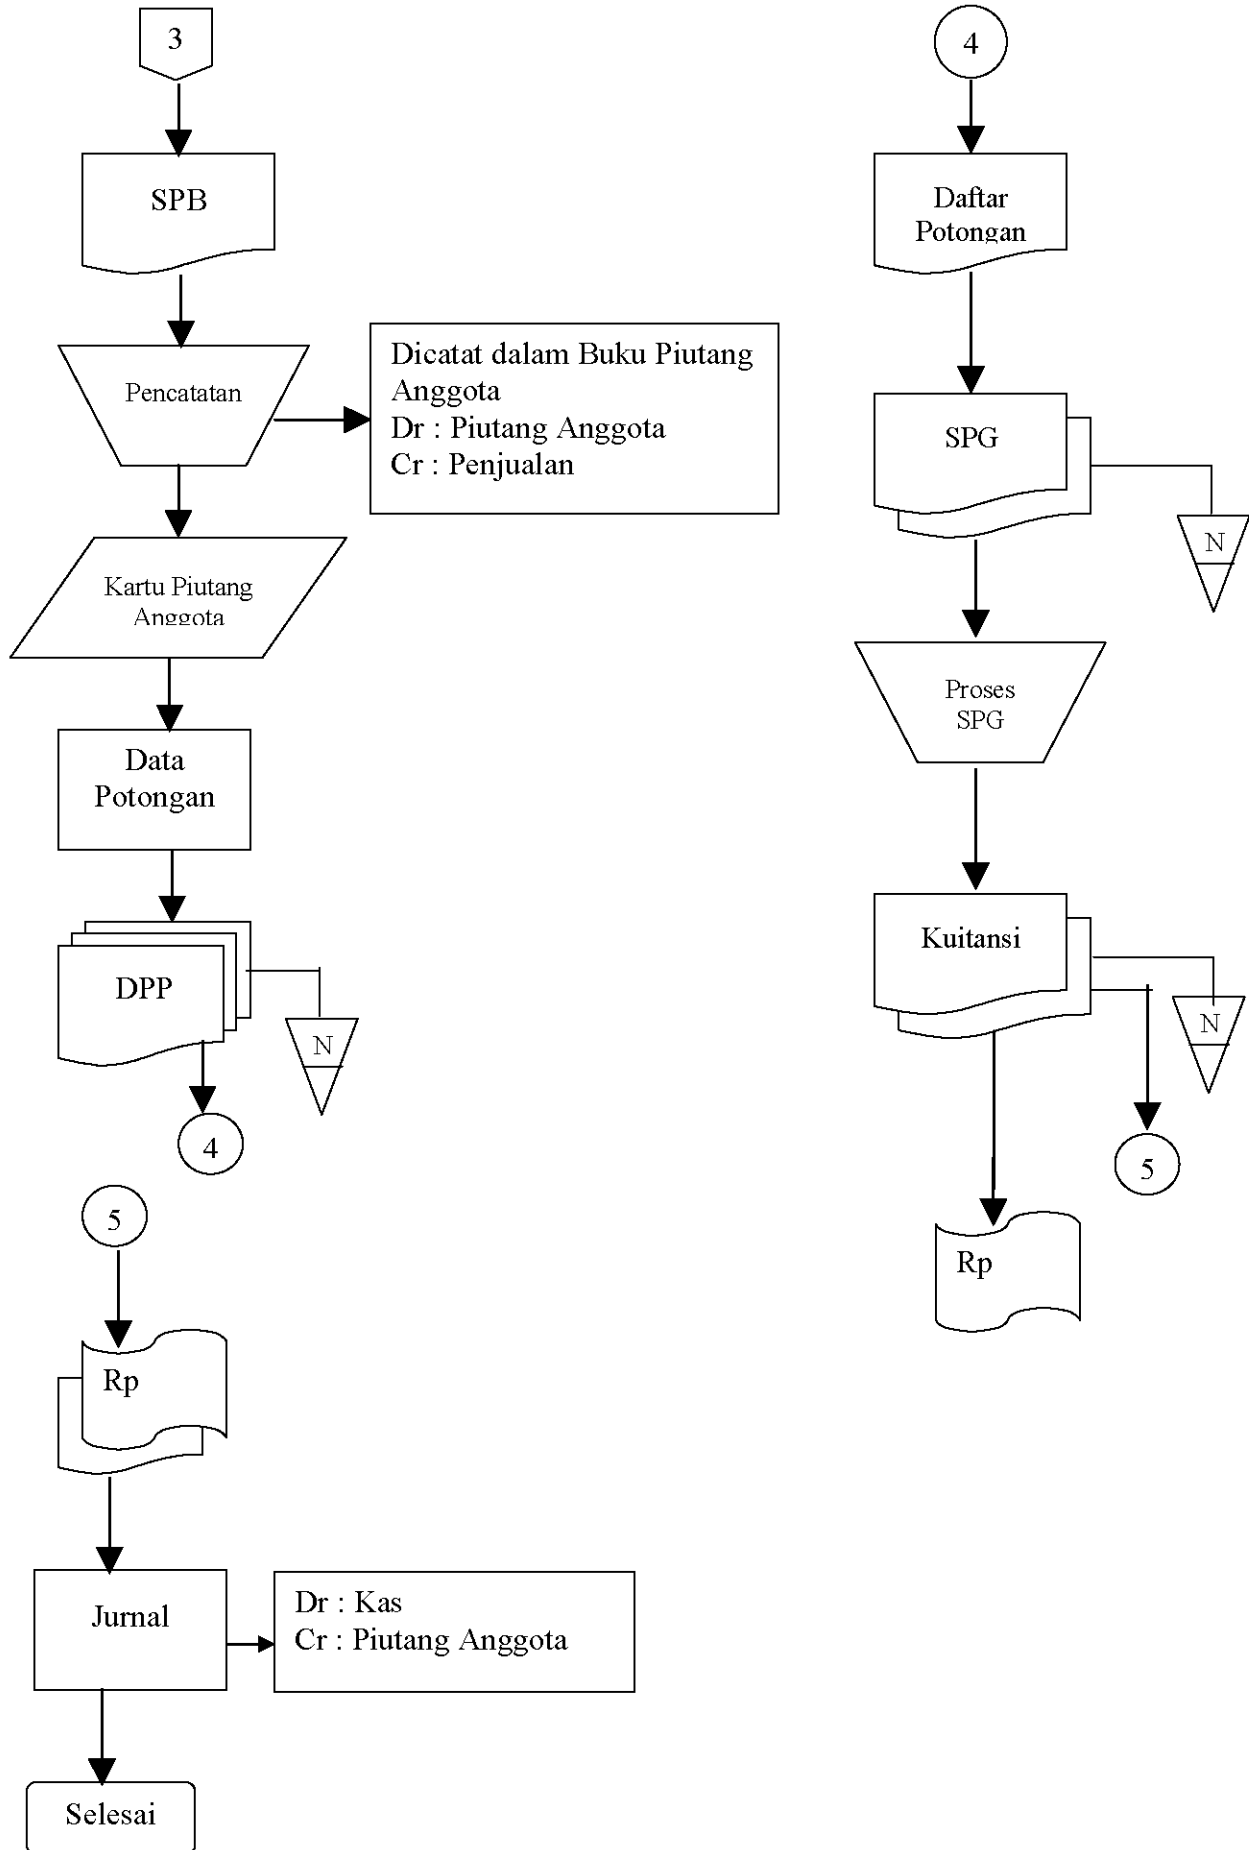 3
SPB
Pencatatan
Dicatat dalam Buku Piutang
Anggota
Dr : Piutang Anggota
Cr : Penjualan
Kartu Piutang
Anggota
Data
Potongan
DPP
N
4
5
Rp
Jurnal
Dr : Kas
Cr : Piutang Anggota
Selesai
4
Daftar
Potongan
SPG
N
Proses
SPG
Kuitansi
N
5
Rp